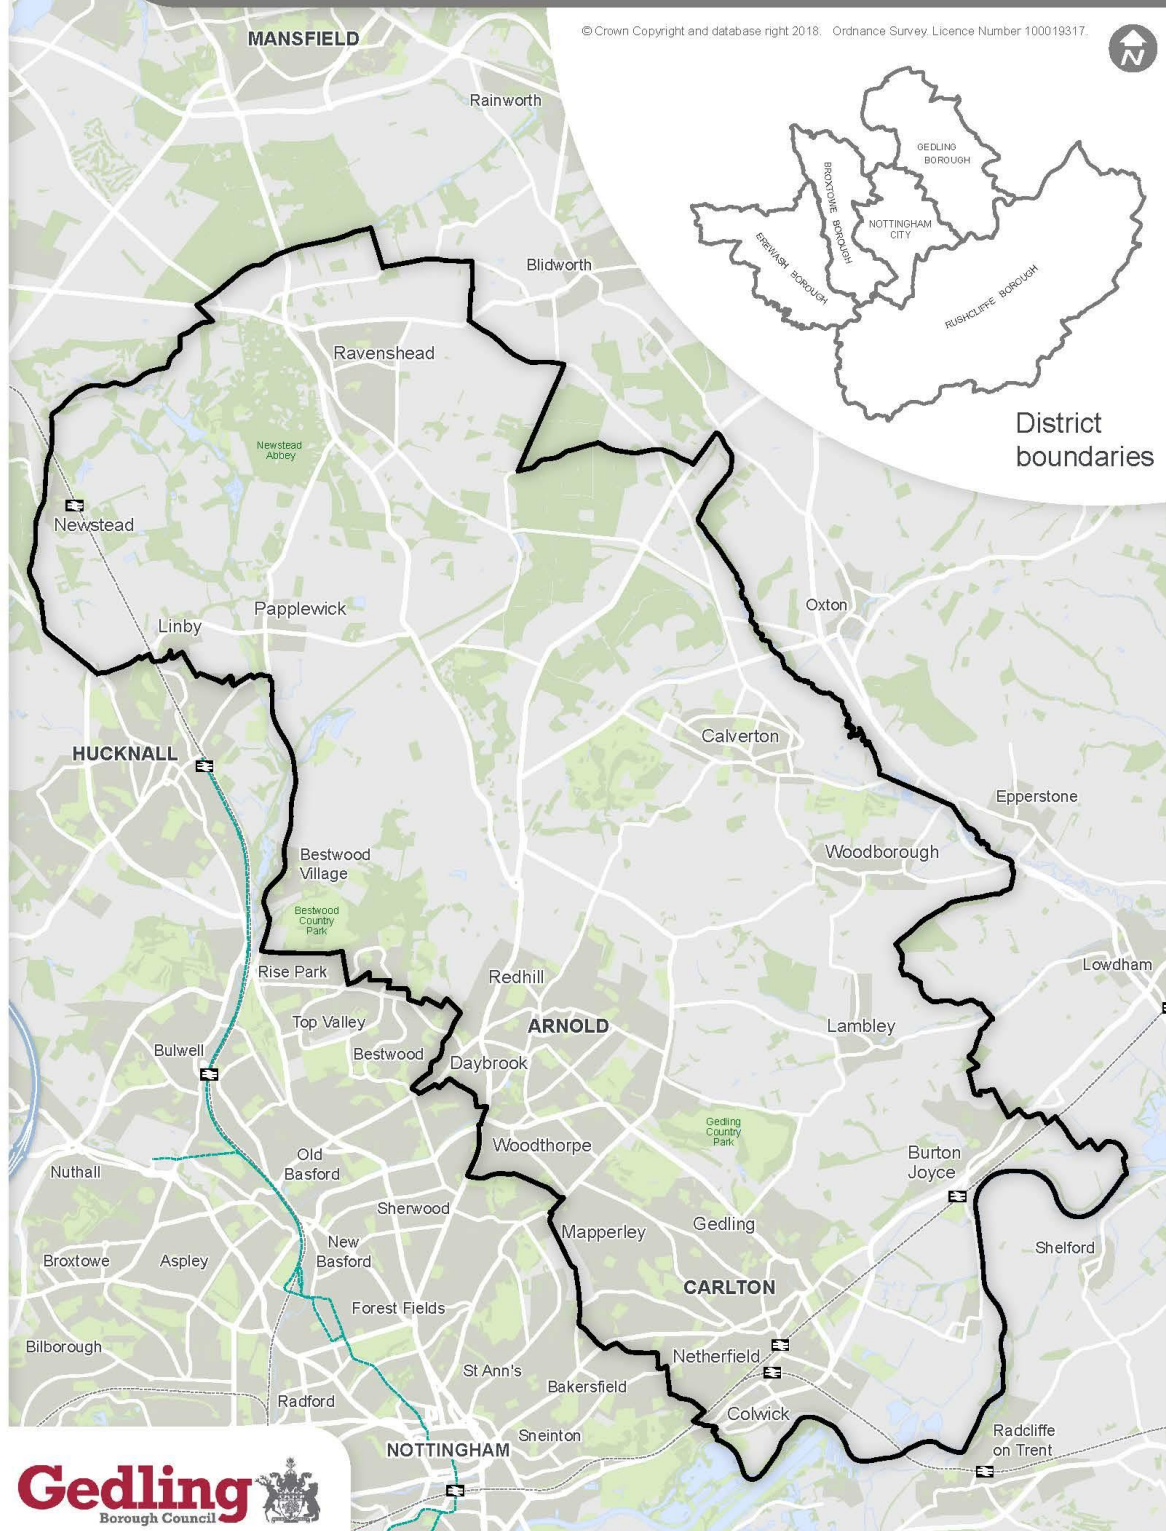 © Crown Copyright and database right 2018. Ordnance Survey. Licence Number 100019317.
N
MANSFIELD
Rainworth
GEDLING
BOROUGH
BROXTOWE BOROUGH
NOTTINGHAM
CITY
EREWASH BOROUGH
RUSHCLIFFE BOROUGH
District
boundaries
Blidworth
Ravenshead
Newstead
Abbey
Newstead
Papplewick
Linby
Oxton
Calverton
HUCKNALL
Epperstone
Bestwood
Village
Woodborough
Bestwood
Country
Park
Rise Park
Redhill
Lowdham
Top Valley
ARNOLD
Lambley
Bulwell
Bestwood
Daybrook
Gedling
Country
Park
Woodthorpe
Burton
Joyce
Nuthall
Old
Basford
Sherwood
Mapperley
Gedling
New
Basford
Shelford
Broxtowe
Aspley
CARLTON
Forest Fields
Bilborough
Netherfield
St Ann's
Bakersfield
Radford
Colwick
Sneinton
Radcliffe
on Trent
NOTTINGHAM
Gedling
Borough Council